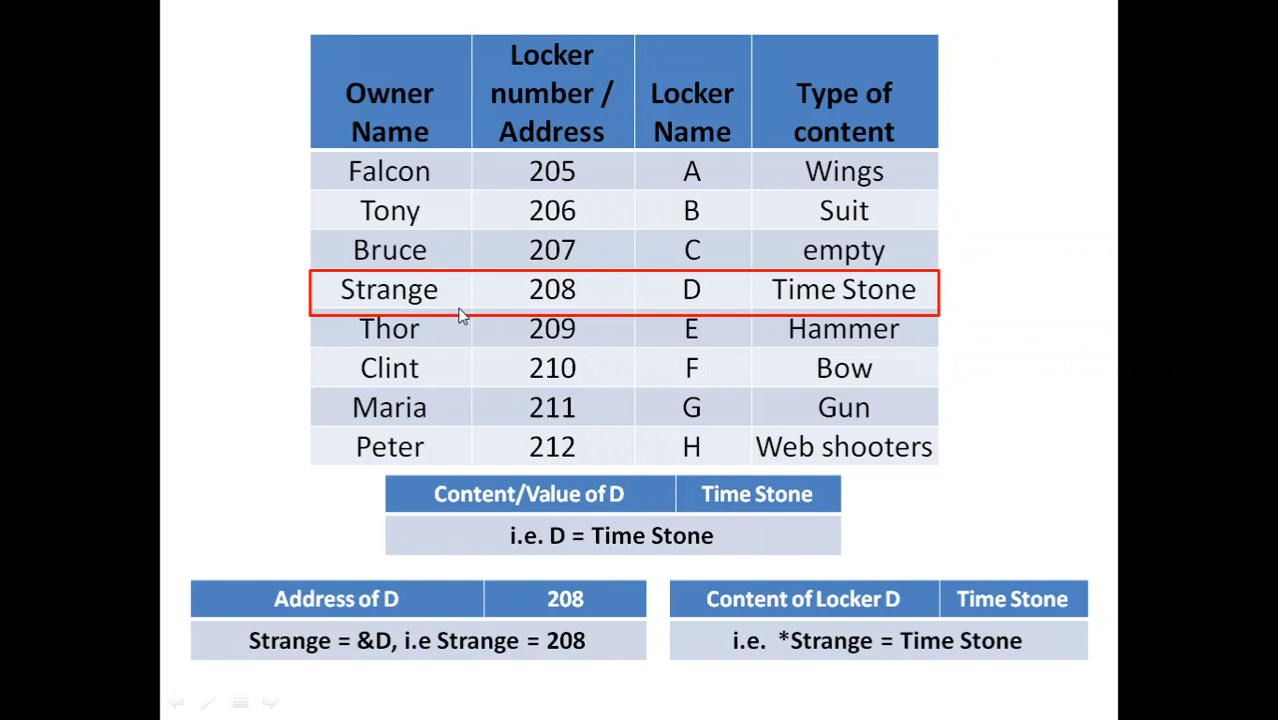 Owner Name | Locker number / Address | Locker Name | Type of content
Falcon | 205 | A | Wings
Tony | 206 | B | Suit
Bruce | 207 | C | empty
Strange | 208 | D | Time Stone
Thor | 209 | E | Hammer
Clint | 210 | F | Bow
Maria | 211 | G | Gun
Peter | 212 | H | Web shooters
Content/Value of D | Time Stone
i.e. D = Time Stone
Address of D | 208
Strange = &D, i.e Strange = 208
Content of Locker D | Time Stone
i.e. *Strange = Time Stone